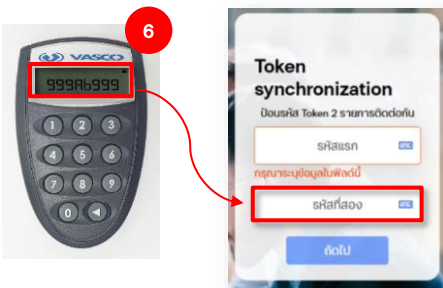 6
VASCO
999Ab999
1 2 3
4 5 6
7 8 9
0
Token
synchronization
ป้อนรหัส Token 2 รายการติดต่อกัน
รหัสแรก
กรุณาระบุข้อมูลในฟิลด์นี้
รหัสที่สอง
ถัดไป